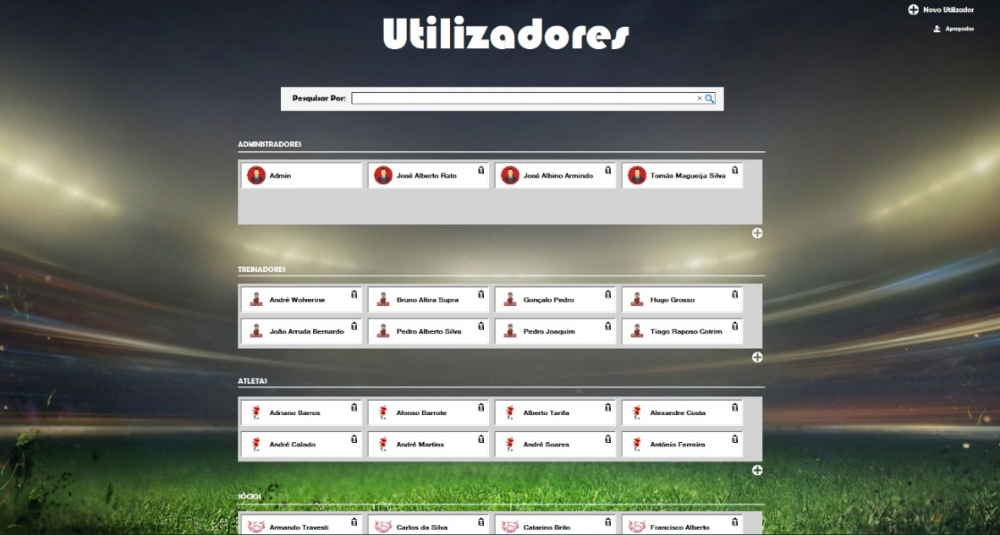 Novo Utilizador
Apagados
Utilizadores
Pesquisar Por:
ADMINISTRADORES
Admin José Alberto Rato José Albino Armindo Tomás Magueija Silva
TREINADORES
André Wolverine Bruno Altira Supra Gonçalo Pedro Hugo Grosso
João Arruda Bernardo Pedro Alberto Silva Pedro Joaquim Tiago Raposo Cotrim
ATLETAS
Adriano Barros Afonso Barrote Alberto Tarifa Alexandre Costa
André Calado André Martins André Soares António Ferreira
SÓCIOS
Armando Travesti Carlos da Silva Catarino Brito Francisco Alberto